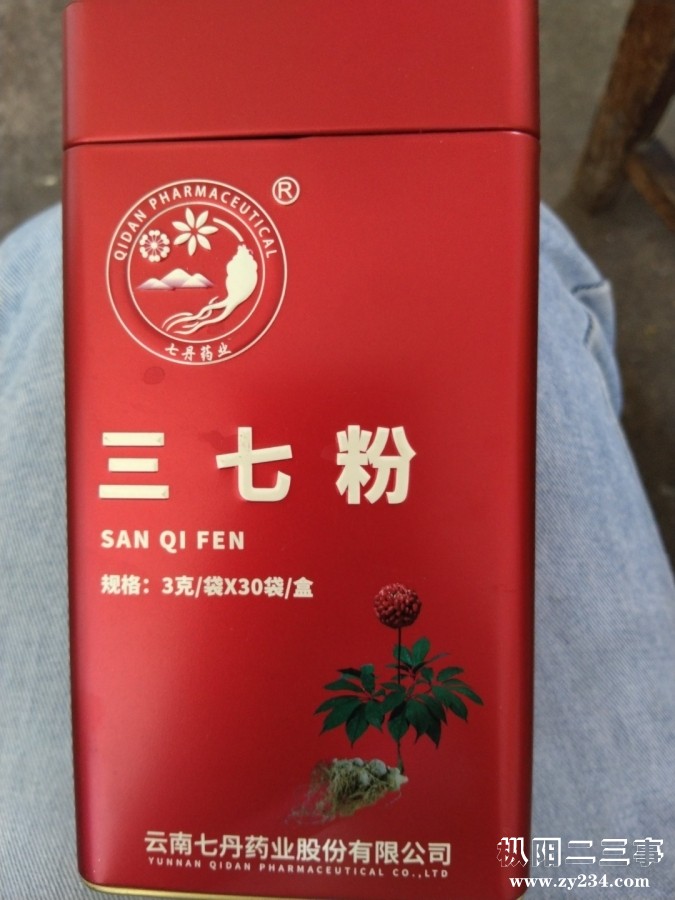 QIDAN PHARMACEUTICAL
®
七丹药业
三七粉
SAN QI FEN
规格：3克/袋X30袋/盒
云南七丹药业股份有限公司
YUNNAN QIDAN PHARMACEUTICAL CO.,LTD
枞阳二三事
www.zy234.com